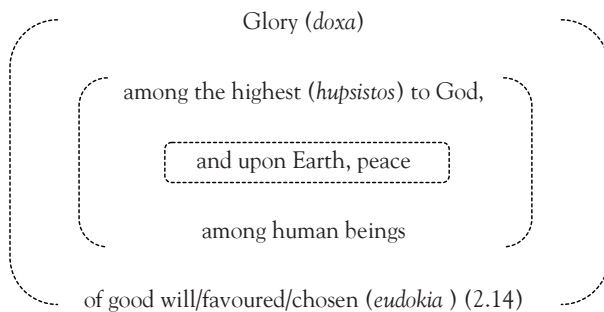 Glory (doxa)
among the highest (hupsistos) to God,
and upon Earth, peace
among human beings
of good will/favoured/chosen (eudokia ) (2.14)